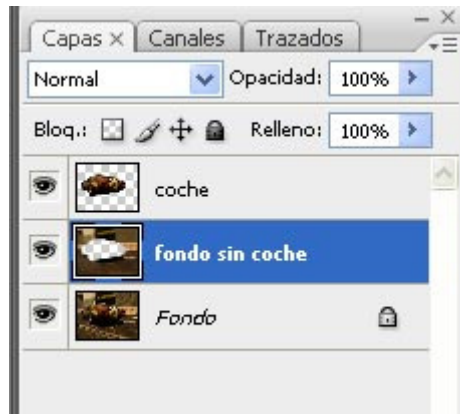 Capas × Canales Trazados
Normal Opacidad: 100%
Bloq.: Relleno: 100%
coche
fondo sin coche
Fondo